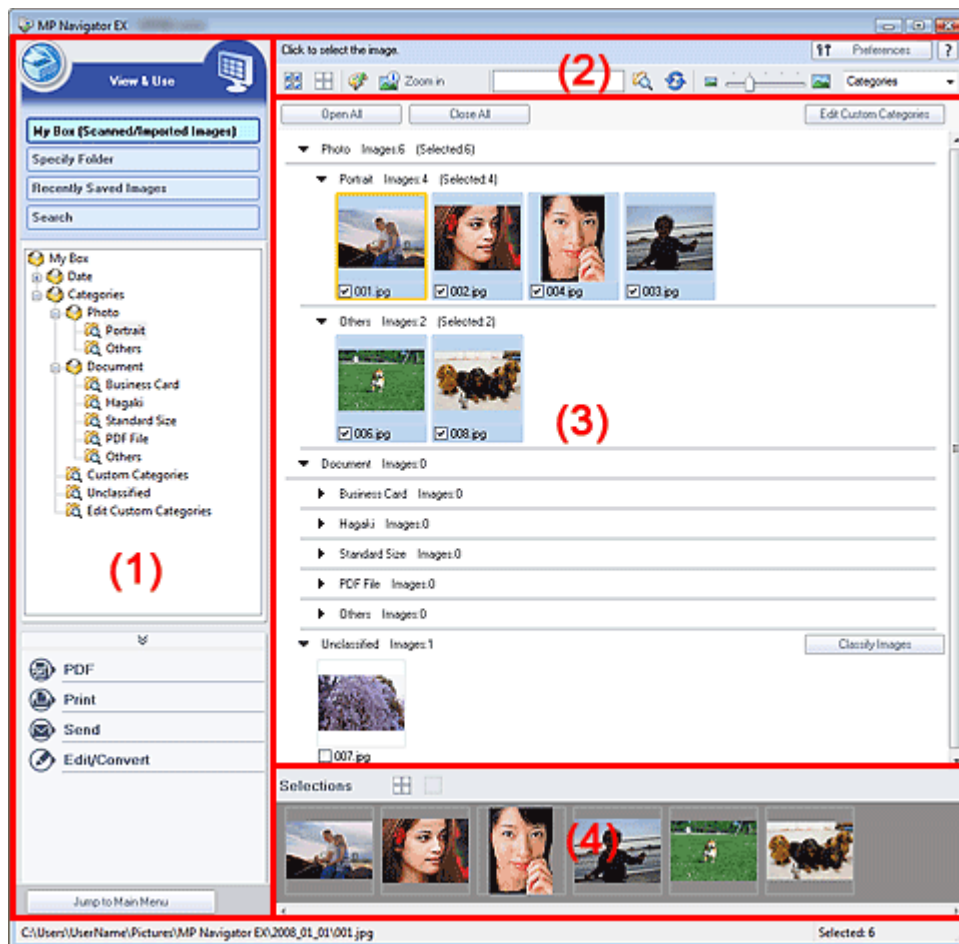 MP Navigator EX
View & Use
My Box (Scanned/Imported Images)
Specify Folder
Recently Saved Images
Search
My Box
Date
Categories
Photo
Portrait
Others
Document
Business Card
Hagaki
Standard Size
PDF File
Others
Custom Categories
Unclassified
Edit Custom Categories
(1)
PDF
Print
Send
Edit/Convert
Jump to Main Menu
Click to select the image.
Preferences
?
Zoom in
(2)
Categories
Open All
Close All
Edit Custom Categories
Photo Images:6 (Selected:6)
Portrait Images:4 (Selected:4)
001.jpg
002.jpg
004.jpg
003.jpg
Others Images:2 (Selected:2)
006.jpg
008.jpg
(3)
Document Images:0
Business Card Images:0
Hagaki Images:0
Standard Size Images:0
PDF File Images:0
Others Images:0
Unclassified Images:1
Classify Images
007.jpg
Selections
(4)
C:\Users\UserName\Pictures\MP Navigator EX\2008_01_01\001.jpg
Selected: 6